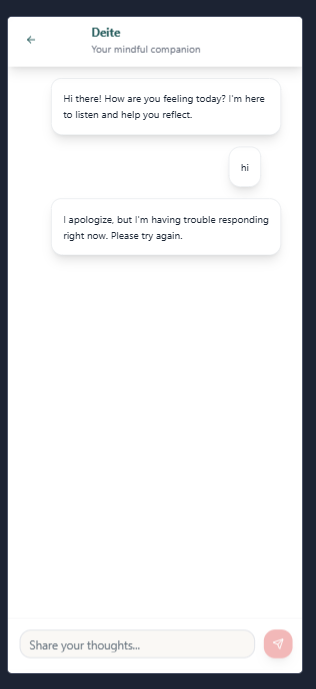 Deite
Your mindful companion
Hi there! How are you feeling today? I'm here
to listen and help you reflect.
hi
I apologize, but I'm having trouble responding
right now. Please try again.
Share your thoughts...